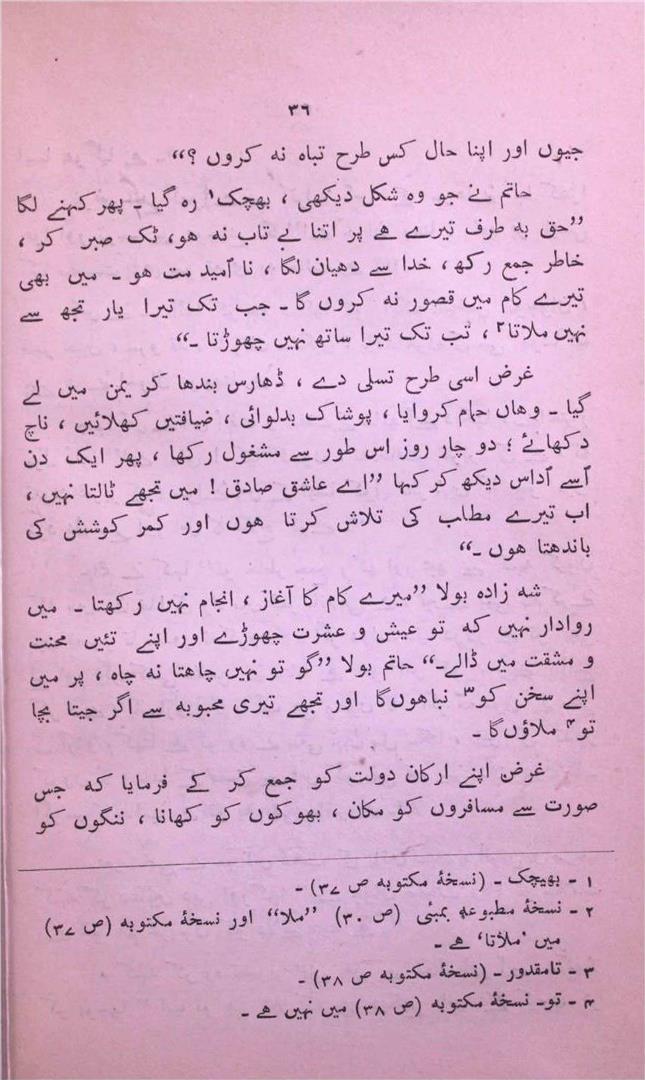 ۳۶
جیوں اور اپنا حال کس طرح تباہ نہ کروں ؟‘‘
حاتم نے جو وہ شکل دیکھی ، بھچک۱ رہ گیا ۔ پھر کہنے لگا
’’حق بہ طرف تیرے ہے پر اتنا بے تاب نہ ہو، ٹک صبر کر ،
خاطر جمع رکھ، خدا سے دھیان لگا ، نا آمید مت ہو ۔ میں بھی
تیرے کام میں قصور نہ کروں گا ۔ جب تک تیرا یار تجھ سے
نہیں ملاتا۲ ، تب تک تیرا ساتھ نہیں چھوڑتا ۔‘‘
غرض اسی طرح تسلی دے ، ڈھارس بندھا کر یمن میں لے
گیا ۔ وہاں حمام کروایا ، پوشاک بدلوائی ، ضیافتیں کھلائیں ، ناچ
دکھائے ؛ دو چار روز اس طور سے مشغول رکھا ، پھر ایک دن
اُسے اُداس دیکھ کر کہا ’’اے عاشق صادق ! میں تجھے ٹالتا نہیں ،
اب تیرے مطلب کی تلاش کرتا ہوں اور کمر کوشش کی
باندھتا ہوں ۔‘‘
شہ زادہ بولا ’’میرے کام کا آغاز ، انجام نہیں رکھتا ۔ میں
روادار نہیں کہ تو عیش و عشرت چھوڑے اور اپنے تئیں محنت
و مشقت میں ڈالے۔‘‘ حاتم بولا ’’گو تو نہیں چاہتا نہ چاہ ، پر میں
اپنے سخن کو۳ نباہوں گا اور تجھے تیری محبوبہ سے اگر جیتا بچا
تو۴ ملاؤں گا ۔
غرض اپنے ارکان دولت کو جمع کر کے فرمایا کہ جس
صورت سے مسافروں کو مکان ، بھوکوں کو کھانا ، ننگوں کو
۱ ۔ بھیچک ۔ (نسخۂ مکتوبہ ص ۳۷) ۔
۲ ۔ نسخۂ مطبوعہ بمبئی (ص ۳۰) ’’ملا‘‘ اور نسخۂ مکتوبہ (ص ۳۷)
میں ’ملاتا‘ ہے ۔
۳ ۔ تامقدور ۔ (نسخۂ مکتوبہ ص ۳۸) ۔
۴ ۔ تو۔ نسخۂ مکتوبہ (ص ۳۸) میں نہیں ہے ۔